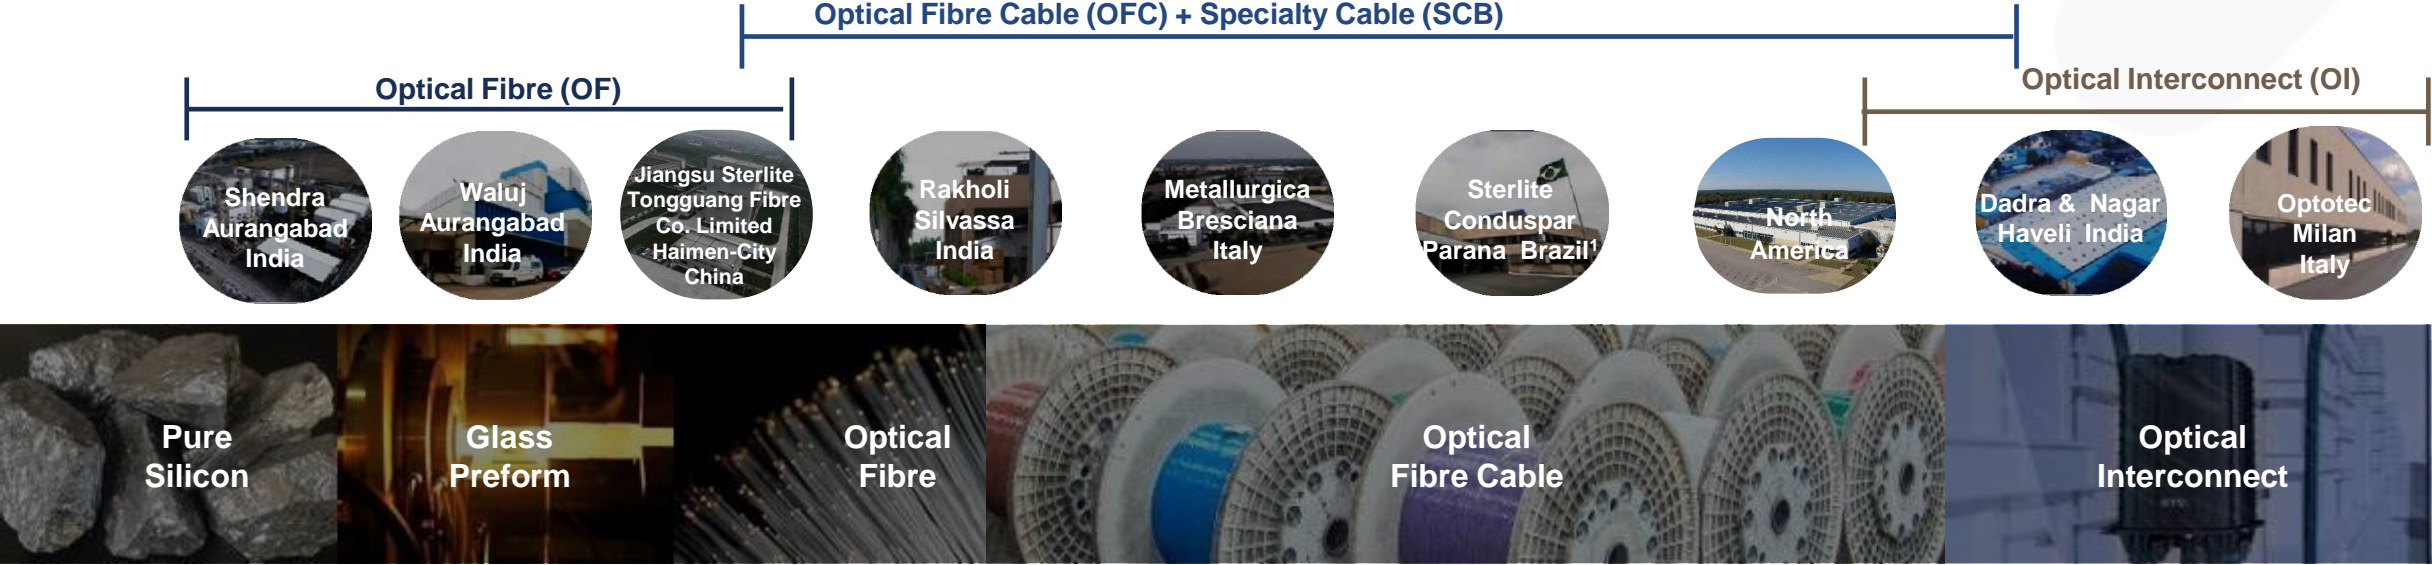 Optical Fibre Cable (OFC) + Specialty Cable (SCB)
Optical Fibre (OF)
Optical Interconnect (OI)
Shendra
Aurangabad
India
Waluj
Aurangabad
India
Jiangsu Sterlite
Tongguang Fibre
Co. Limited
Haimen-City
China
Rakholi
Silvassa
India
Metallurgica
Bresciana
Italy
Sterlite
Conduspar
Parana Brazil¹
North
America
Dadra & Nagar
Haveli India
Optotec
Milan
Italy
Pure
Silicon
Glass
Preform
Optical
Fibre
Optical
Fibre Cable
Optical
Interconnect